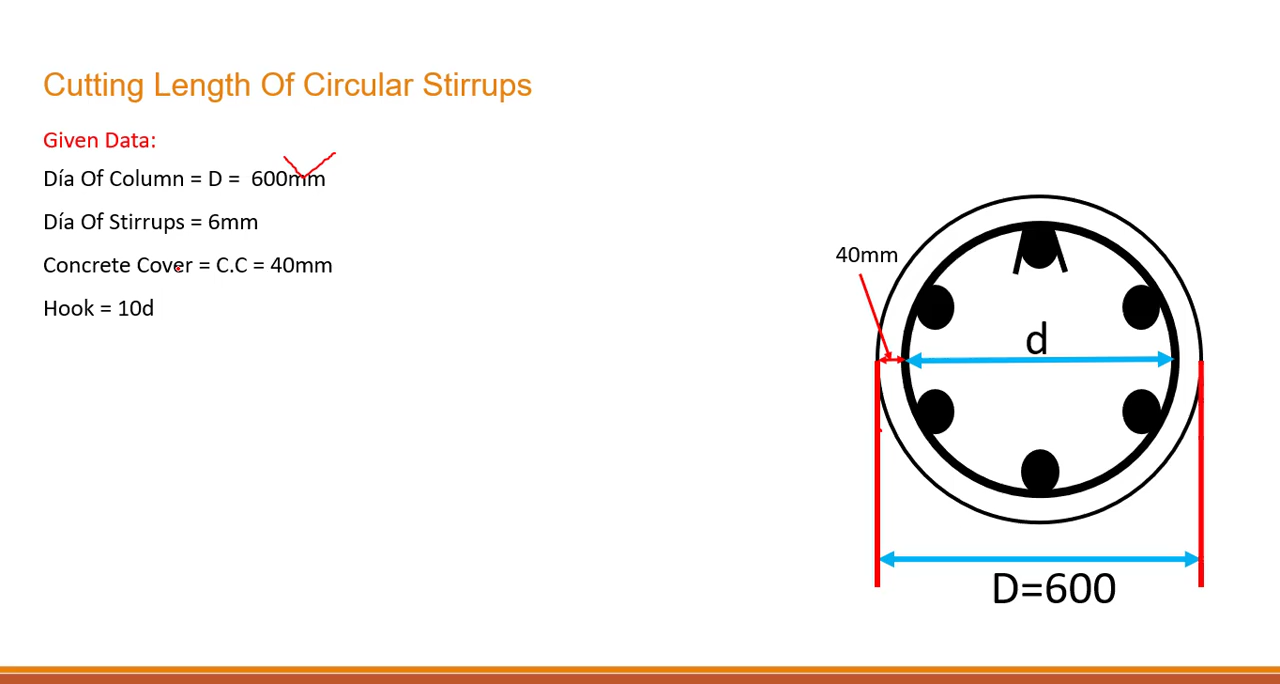 Cutting Length Of Circular Stirrups
Given Data:
Día Of Column = D = 600mm
Día Of Stirrups = 6mm
Concrete Cover = C.C = 40mm
Hook = 10d
40mm
d
D=600